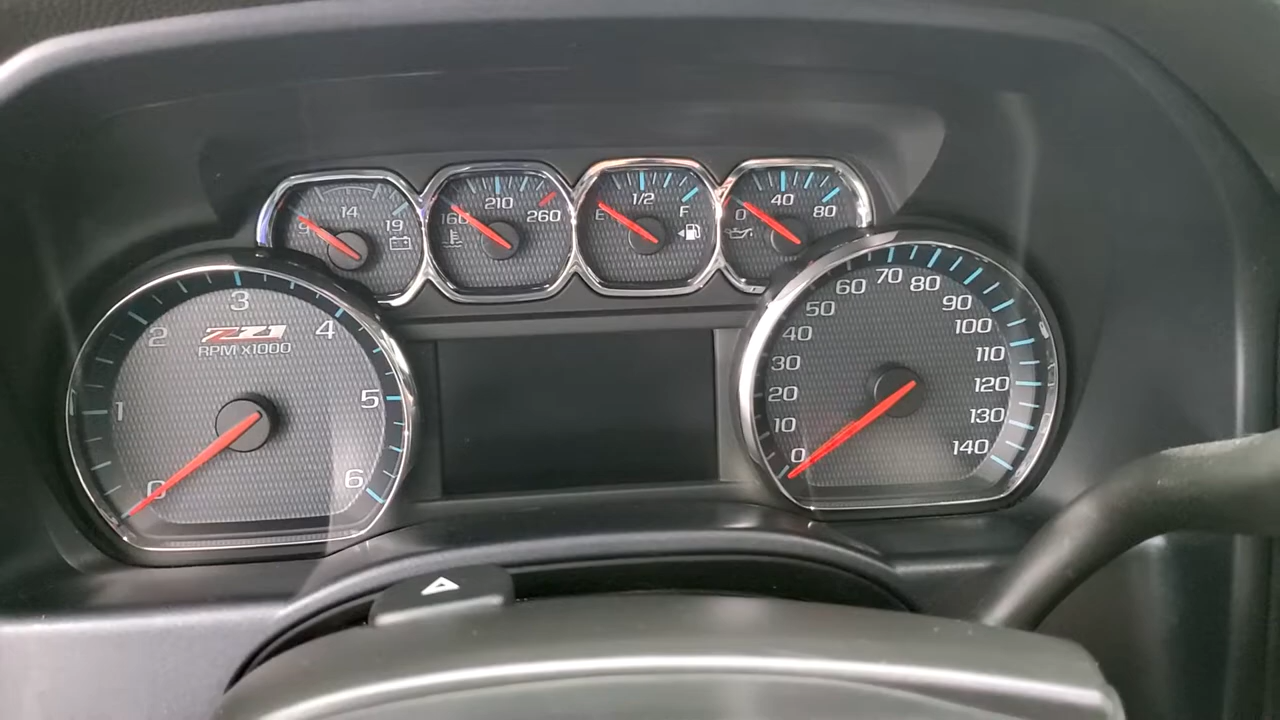 9 14 19
160 210 260
E 1/2 F
0 40 80
0 1 2 3 4 5 6
Z71
RPM X1000
0 10 20 30 40 50 60 70 80 90 100 110 120 130 140